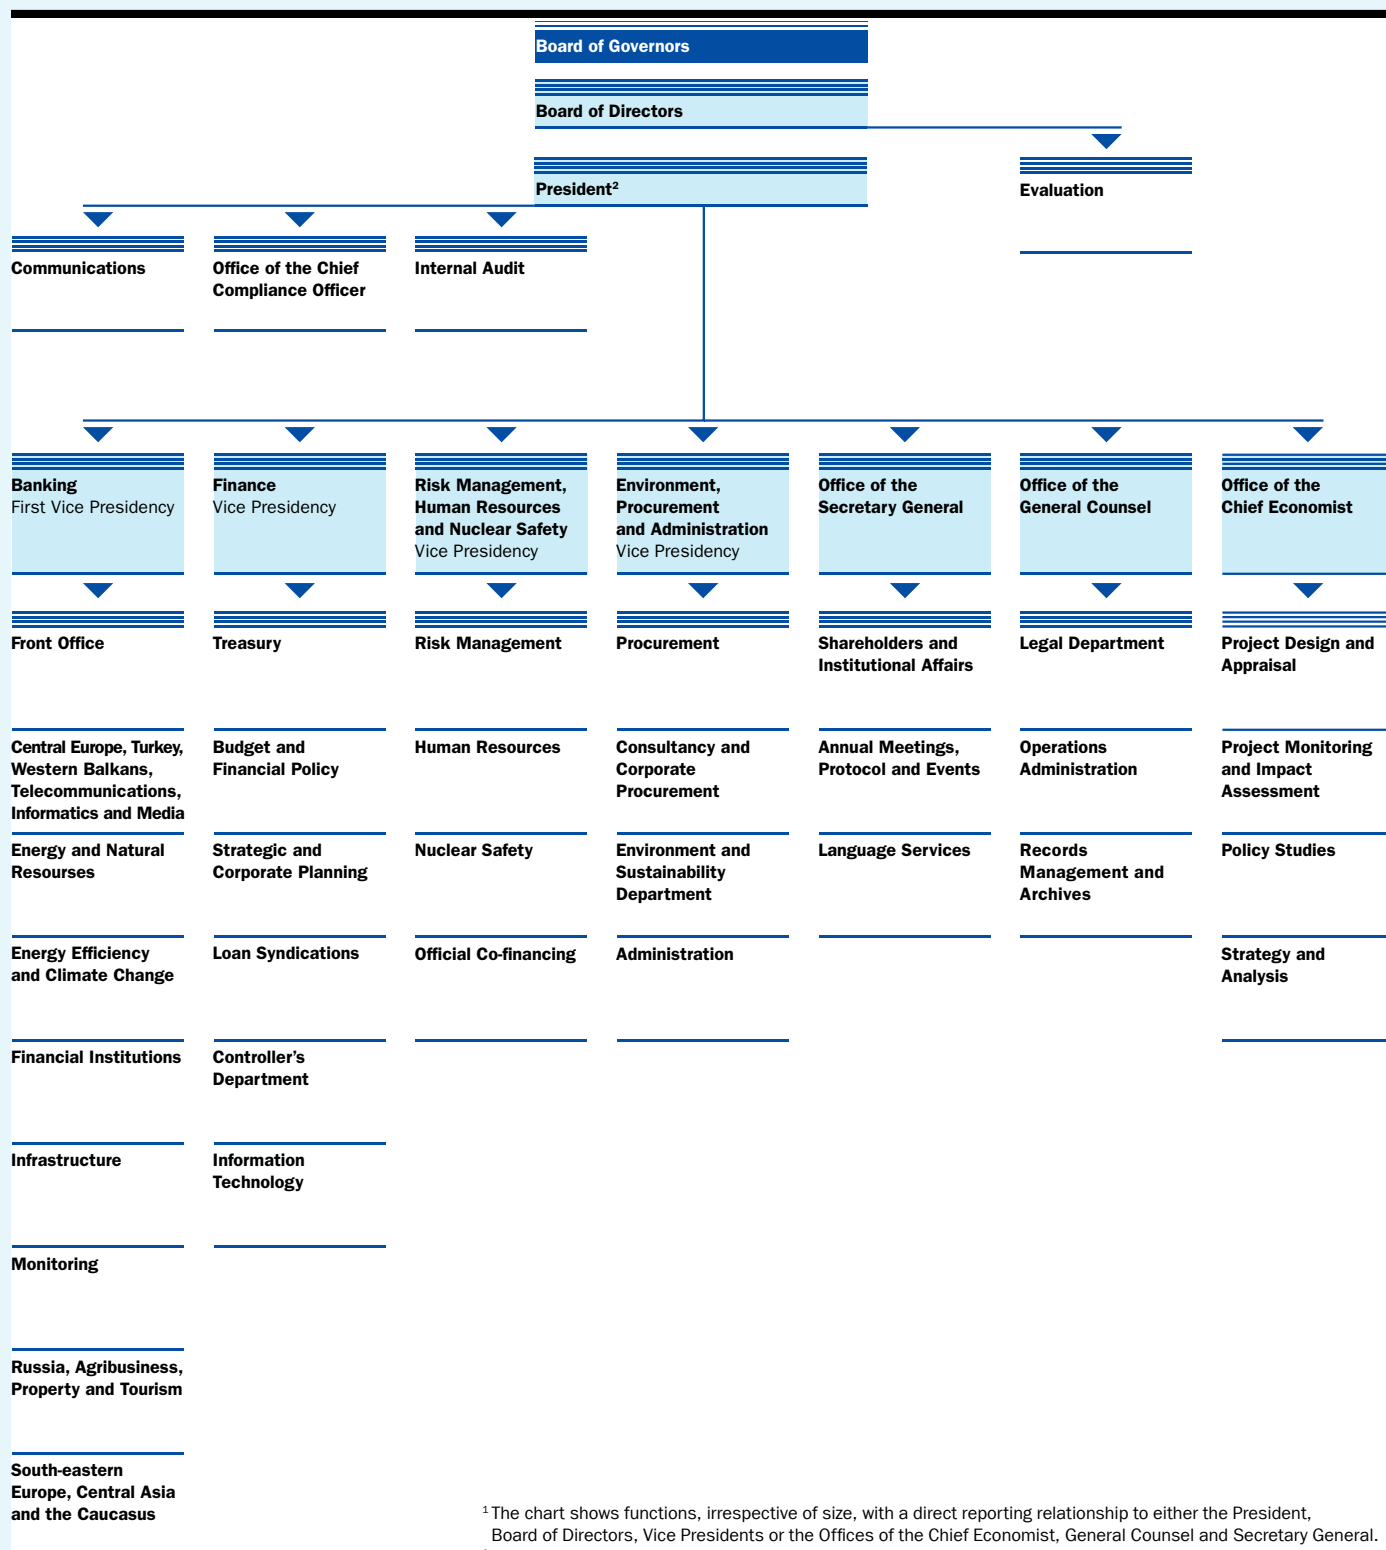 Board of Governors
Board of Directors
President²
Evaluation
Communications
Office of the Chief
Compliance Officer
Internal Audit
Banking
First Vice Presidency
Finance
Vice Presidency
Risk Management,
Human Resources
and Nuclear Safety
Vice Presidency
Environment,
Procurement
and Administration
Vice Presidency
Office of the
Secretary General
Office of the
General Counsel
Office of the
Chief Economist
Front Office
Treasury
Risk Management
Procurement
Shareholders and
Institutional Affairs
Legal Department
Project Design and
Appraisal
Central Europe, Turkey,
Western Balkans,
Telecommunications,
Informatics and Media
Budget and
Financial Policy
Human Resources
Consultancy and
Corporate
Procurement
Annual Meetings,
Protocol and Events
Operations
Administration
Project Monitoring
and Impact
Assessment
Energy and Natural
Resourses
Strategic and
Corporate Planning
Nuclear Safety
Environment and
Sustainability
Department
Language Services
Records
Management and
Archives
Policy Studies
Energy Efficiency
and Climate Change
Loan Syndications
Official Co-financing
Administration
Strategy and
Analysis
Financial Institutions
Controller's
Department
Infrastructure
Information
Technology
Monitoring
Russia, Agribusiness,
Property and Tourism
South-eastern
Europe, Central Asia
and the Caucasus
¹ The chart shows functions, irrespective of size, with a direct reporting relationship to either the President,
Board of Directors, Vice Presidents or the Offices of the Chief Economist, General Counsel and Secretary General.